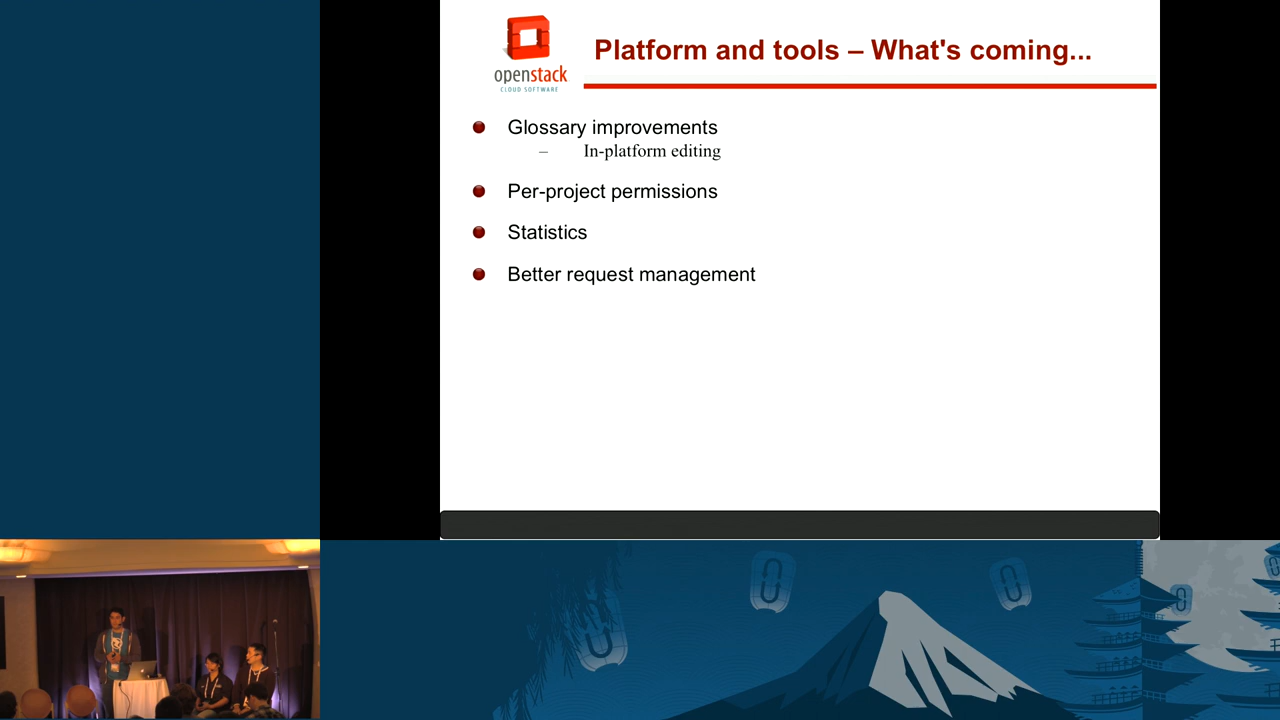 openstack
CLOUD SOFTWARE
Platform and tools – What's coming...
Glossary improvements
– In-platform editing
Per-project permissions
Statistics
Better request management